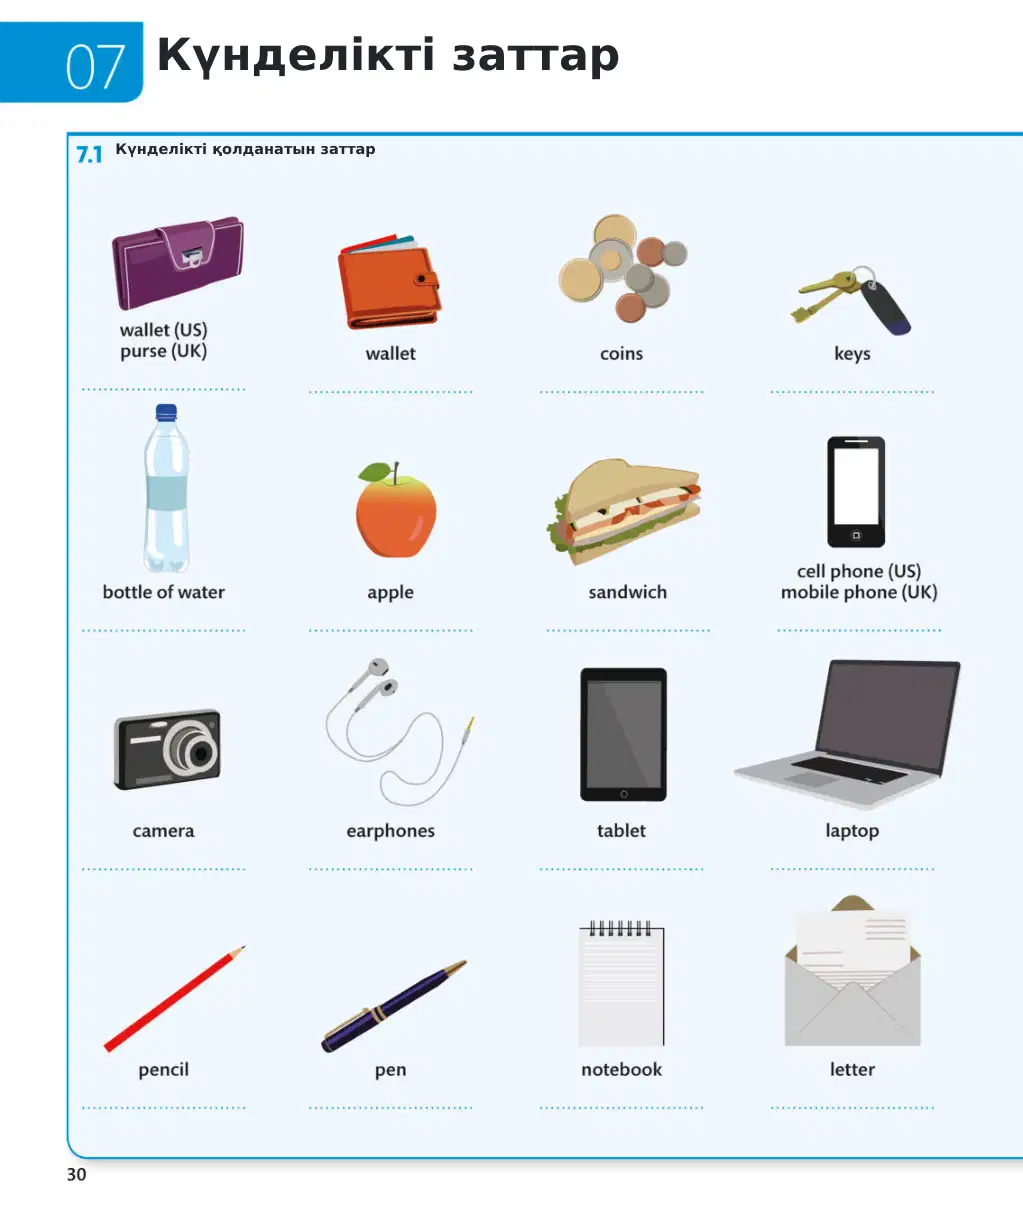 07
Күнделікті заттар
7.1 Күнделікті қолданатын заттар
wallet (US)
purse (UK)
wallet
coins
keys
bottle of water
apple
sandwich
cell phone (US)
mobile phone (UK)
camera
earphones
tablet
laptop
pencil
pen
notebook
letter
30